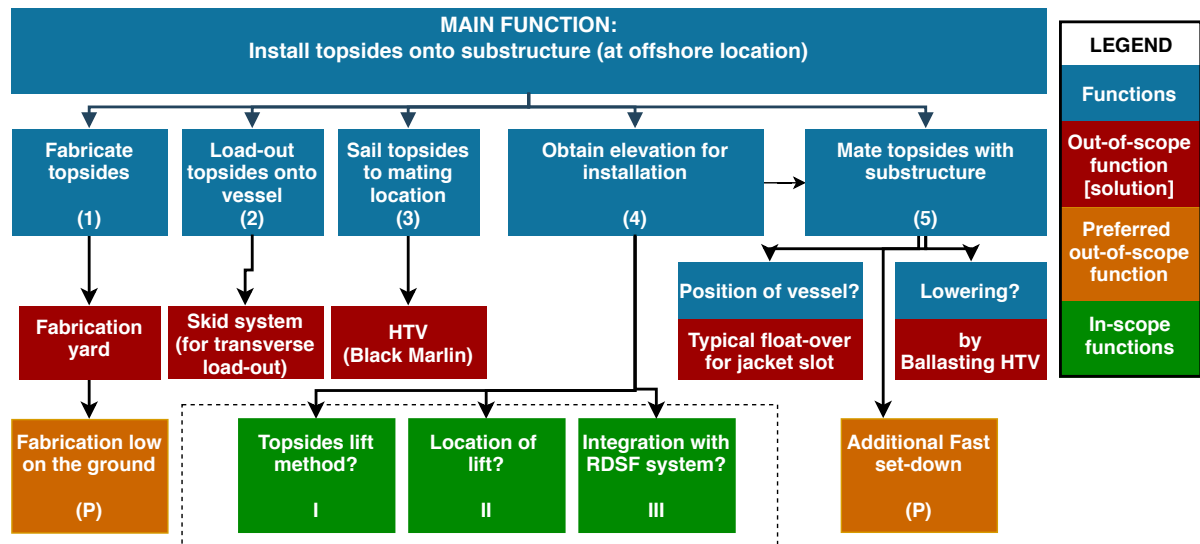 MAIN FUNCTION:
Install topsides onto substructure (at offshore location)
LEGEND
Functions
Out-of-scope
function
[solution]
Preferred
out-of-scope
function
In-scope
functions
Fabricate
topsides
(1)
Load-out
topsides onto
vessel
(2)
Sail topsides
to mating
location
(3)
Obtain elevation for
installation
(4)
Mate topsides with
substructure
(5)
Fabrication
yard
Skid system
(for transverse
load-out)
HTV
(Black Marlin)
Position of vessel?
Typical float-over
for jacket slot
Lowering?
by
Ballasting HTV
Fabrication low
on the ground
(P)
Topsides lift
method?
I
Location of
lift?
II
Integration with
RDSF system?
III
Additional Fast
set-down
(P)